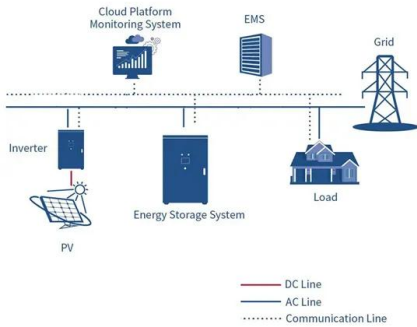 Cloud Platform
Monitoring System
EMS
Grid
Inverter
Energy Storage System
Load
PV
DC Line
AC Line
Communication Line